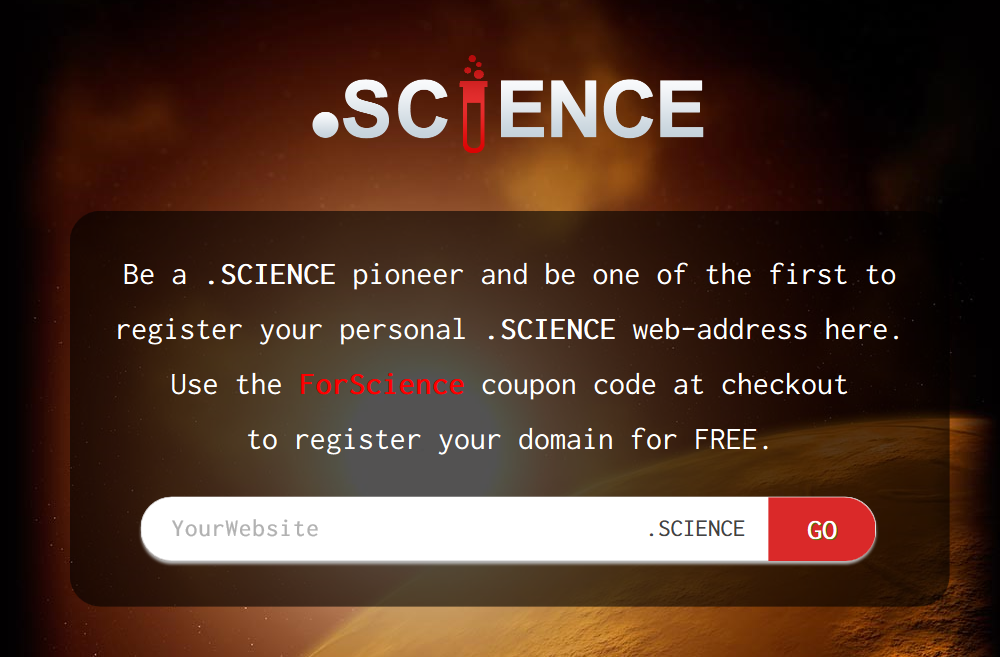 .SCIENCE
Be a .SCIENCE pioneer and be one of the first to
register your personal .SCIENCE web-address here.
Use the ForScience coupon code at checkout
to register your domain for FREE.
YourWebsite .SCIENCE GO